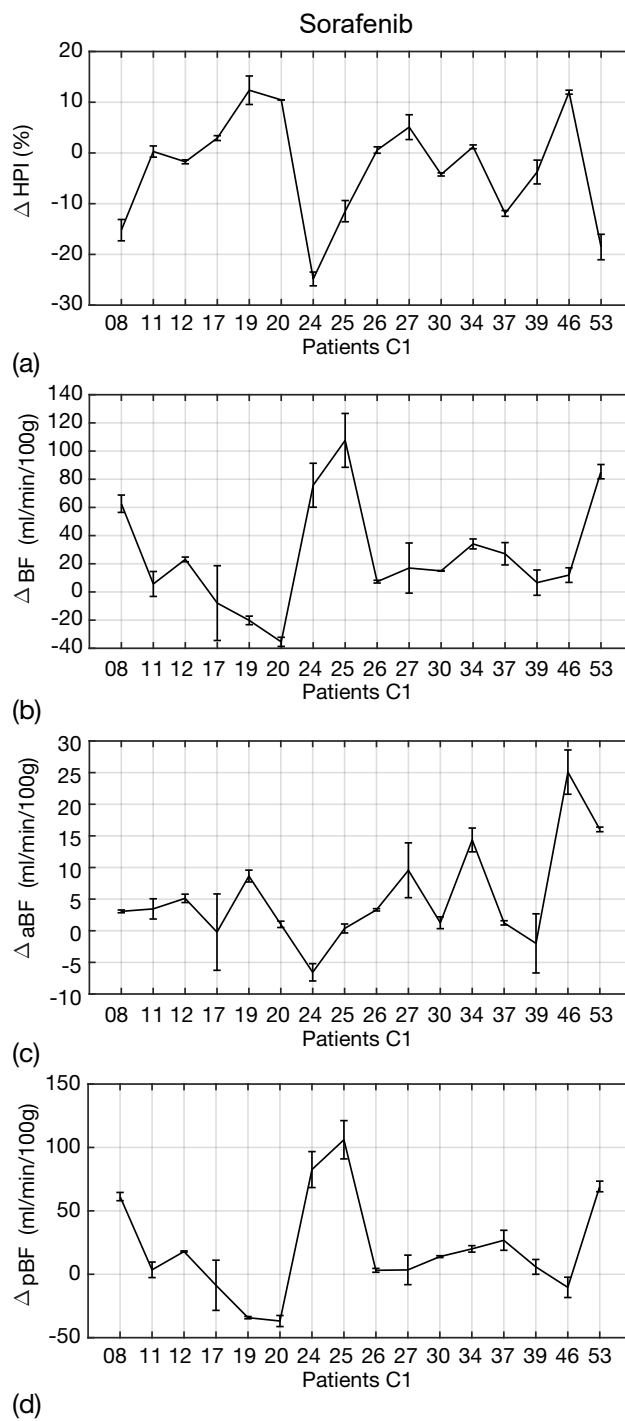 Sorafenib
Δ HPI (%)
20
10
0
-10
-20
-30
08 11 12 17 19 20 24 25 26 27 30 34 37 39 46 53
Patients C1
(a)
Δ BF (ml/min/100g)
140
120
100
80
60
40
20
0
-20
-40
08 11 12 17 19 20 24 25 26 27 30 34 37 39 46 53
Patients C1
(b)
Δ aBF (ml/min/100g)
30
25
20
15
10
5
0
-5
-10
08 11 12 17 19 20 24 25 26 27 30 34 37 39 46 53
Patients C1
(c)
Δ pBF (ml/min/100g)
150
100
50
0
-50
08 11 12 17 19 20 24 25 26 27 30 34 37 39 46 53
Patients C1
(d)